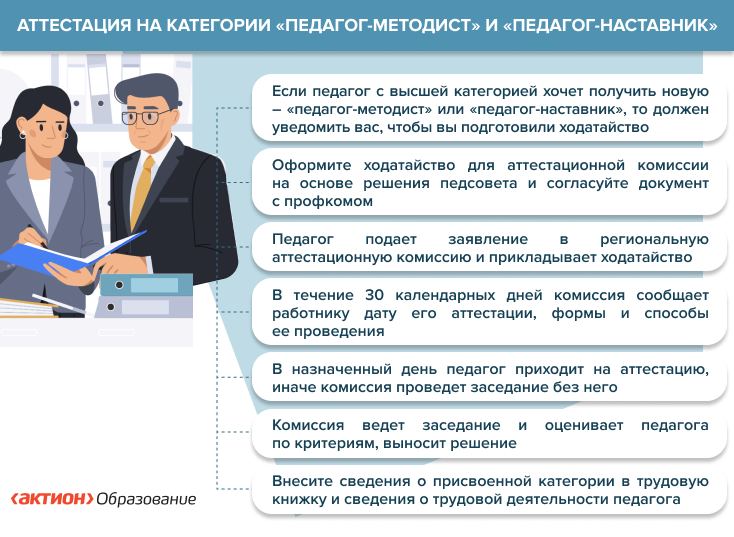 АТТЕСТАЦИЯ НА КАТЕГОРИИ «ПЕДАГОГ-МЕТОДИСТ» И «ПЕДАГОГ-НАСТАВНИК»
Если педагог с высшей категорией хочет получить новую
– «педагог-методист» или «педагог-наставник», то должен
уведомить вас, чтобы вы подготовили ходатайство
Оформите ходатайство для аттестационной комиссии
на основе решения педсовета и согласуйте документ
с профкомом
Педагог подает заявление в региональную
аттестационную комиссию и прикладывает ходатайство
В течение 30 календарных дней комиссия сообщает
работнику дату его аттестации, формы и способы
ее проведения
В назначенный день педагог приходит на аттестацию,
иначе комиссия проведет заседание без него
Комиссия ведет заседание и оценивает педагога
по критериям, выносит решение
Внесите сведения о присвоенной категории в трудовую
книжку и сведения о трудовой деятельности педагога
‹актион› Образование